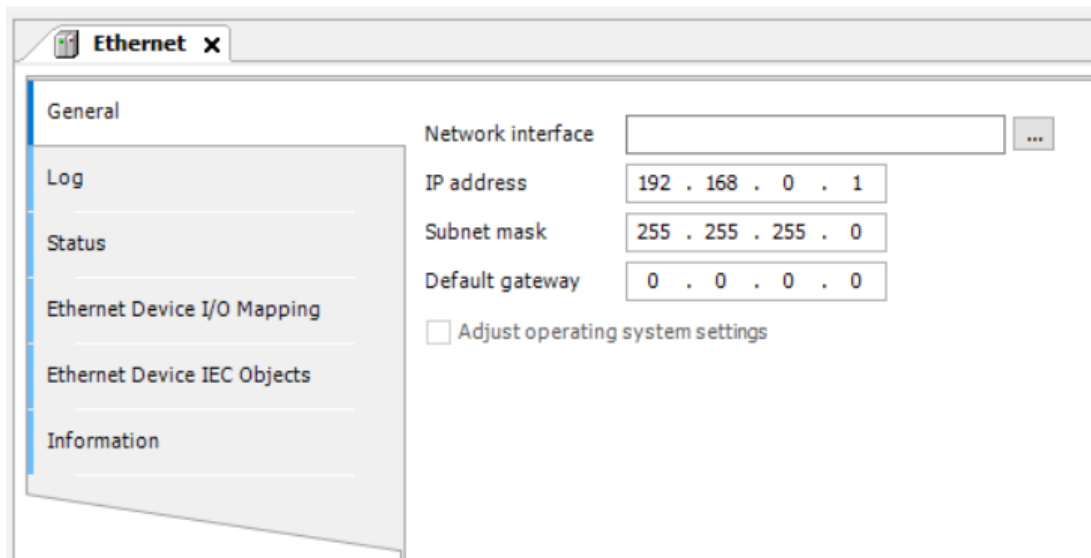 Ethernet
General
Log
Status
Ethernet Device I/O Mapping
Ethernet Device IEC Objects
Information
Network interface ...
IP address 192 . 168 . 0 . 1
Subnet mask 255 . 255 . 255 . 0
Default gateway 0 . 0 . 0 . 0
Adjust operating system settings